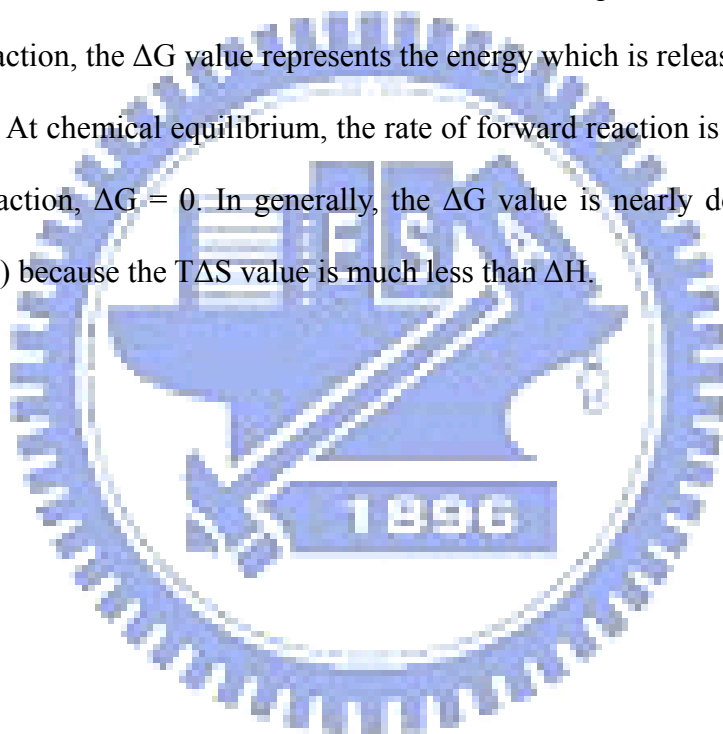 action, the ΔG value represents the energy which is releas
At chemical equilibrium, the rate of forward reaction is
action, ΔG = 0. In generally, the ΔG value is nearly d
) because the TΔS value is much less than ΔH.
E S
1896